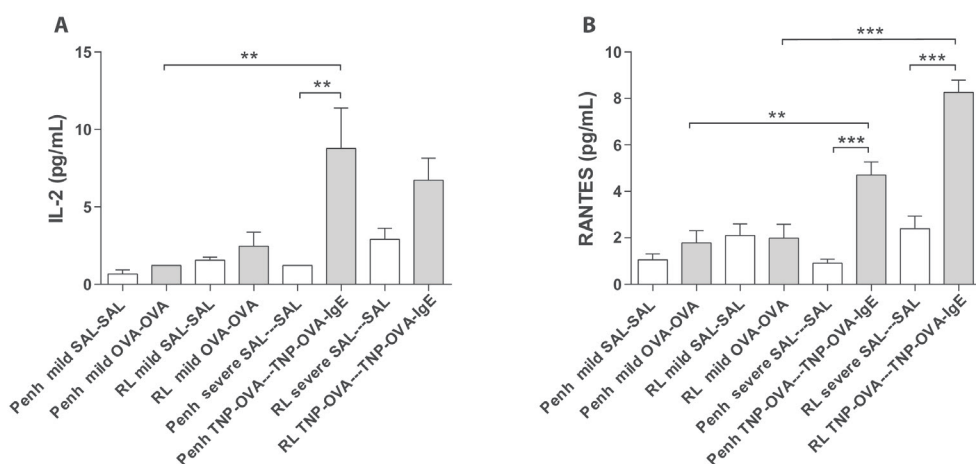 A
15
10
5
0
IL-2 (pg/mL)
**
**
Penh mild SAL-SAL
Penh mild OVA-OVA
RL mild SAL-SAL
RL mild OVA-OVA
Penh severe SAL---SAL
Penh TNP-OVA---TNP-OVA-IgE
RL severe SAL---SAL
RL TNP-OVA---TNP-OVA-IgE
B
10
8
6
4
2
0
RANTES (pg/mL)
***
***
**
***
Penh mild SAL-SAL
Penh mild OVA-OVA
RL mild SAL-SAL
RL mild OVA-OVA
Penh severe SAL---SAL
Penh TNP-OVA---TNP-OVA-IgE
RL severe SAL---SAL
RL TNP-OVA---TNP-OVA-IgE